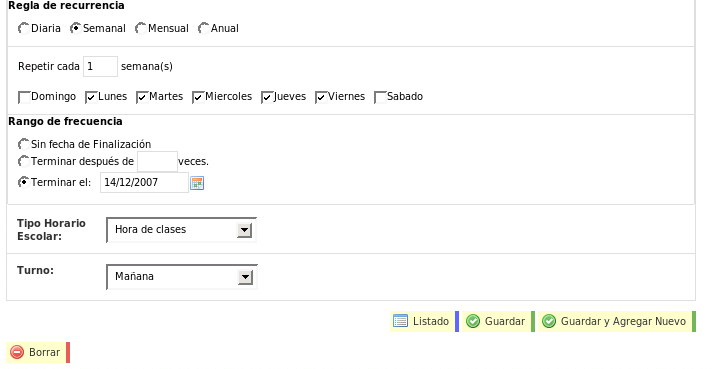 Regla de recurrencia
Diaria Semanal Mensual Anual
Repetir cada 1 semana(s)
Domingo Lunes Martes Miercoles Jueves Viernes Sabado
Rango de frecuencia
Sin fecha de Finalización
Terminar después de veces.
Terminar el: 14/12/2007
Tipo Horario
Escolar:
Hora de clases
Turno: Mañana
Listado Guardar Guardar y Agregar Nuevo
Borrar